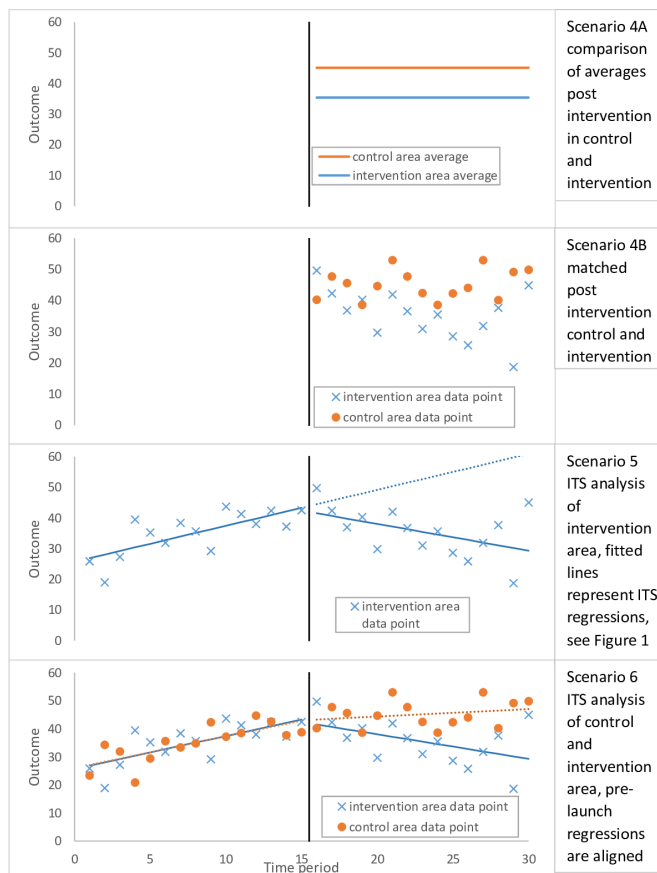 60
50
40
30
20
10
0
Outcome
control area average
intervention area average
Scenario 4A
comparison
of averages
post
intervention
in control
and
intervention
60
50
40
30
20
10
0
Outcome
intervention area data point
control area data point
Scenario 4B
matched
post
intervention
control and
intervention
60
50
40
30
20
10
0
Outcome
intervention area
data point
Scenario 5
ITS analysis
of
intervention
area, fitted
lines
represent ITS
regressions,
see Figure 1
60
50
40
30
20
10
0
Outcome
intervention area data point
control area data point
0 5 10 15 20 25 30
Time period
Scenario 6
ITS analysis
of control
and
intervention
area, pre-
launch
regressions
are aligned